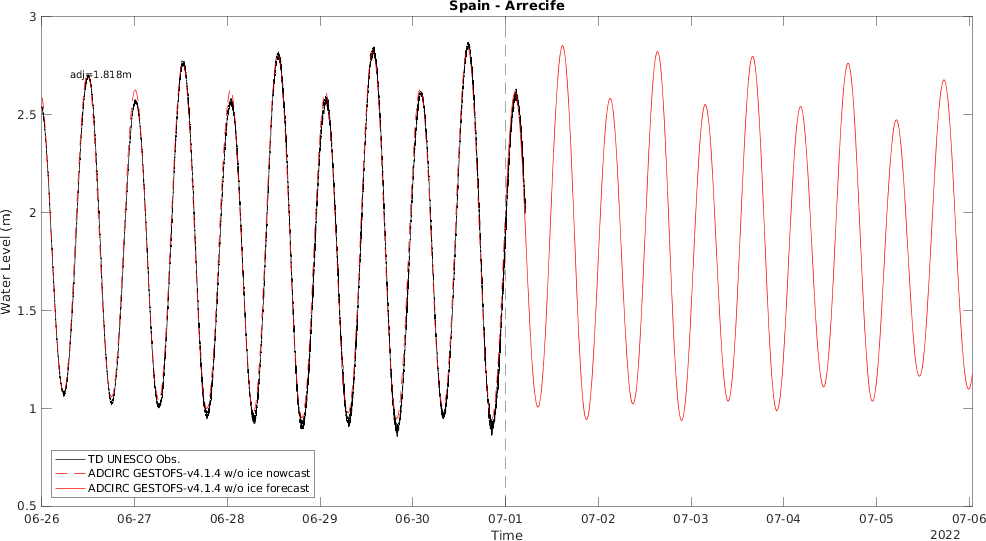 Spain - Arrecife
3
adj=1.818m
2.5
2
1.5
1
0.5
Water Level (m)
TD UNESCO Obs.
ADCIRC GESTOFS-v4.1.4 w/o ice nowcast
ADCIRC GESTOFS-v4.1.4 w/o ice forecast
06-26 06-27 06-28 06-29 06-30 07-01 07-02 07-03 07-04 07-05 07-06
Time
2022